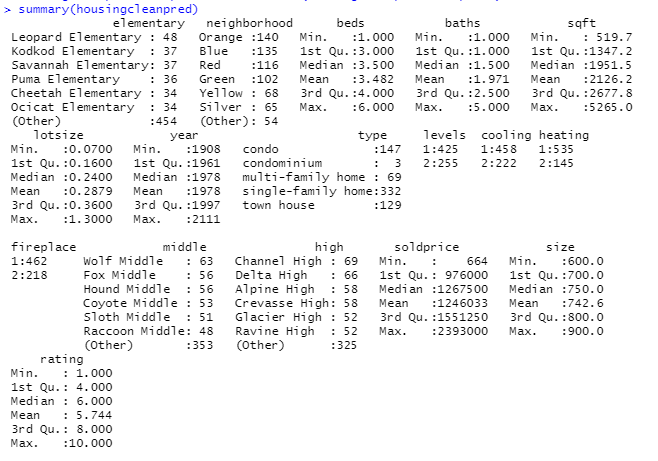 > summary(housingcleanpred)
              elementary   neighborhood      beds           baths            sqft
Leopard Elementary : 48   Orange :140   Min.   :1.000   Min.   :1.000   Min.   : 519.7
Kodkod Elementary  : 37   Blue   :135   1st Qu.:3.000   1st Qu.:1.000   1st Qu.:1347.2
Savannah Elementary: 37   Red    :116   Median :3.500   Median :1.500   Median :1951.5
Puma Elementary    : 36   Green  :102   Mean   :3.482   Mean   :1.971   Mean   :2126.2
Cheetah Elementary : 34   Yellow : 68   3rd Qu.:4.000   3rd Qu.:2.500   3rd Qu.:2677.8
Ocicat Elementary  : 34   Silver : 65   Max.   :6.000   Max.   :5.000   Max.   :5265.0
(Other)            :454   (Other): 54
   lotsize            year                      type     levels  cooling heating
Min.   :0.0700   Min.   :1908   condo             :147   1:425   1:458   1:535
1st Qu.:0.1600   1st Qu.:1961   condominium       :  3   2:255   2:222   2:145
Median :0.2400   Median :1978   multi-family home : 69
Mean   :0.2879   Mean   :1978   single-family home:332
3rd Qu.:0.3600   3rd Qu.:1997   town house        :129
Max.   :1.3000   Max.   :2111
fireplace            middle              high       soldprice            size
1:462     Wolf Middle   : 63   Channel High : 69   Min.   :    664   Min.   :600.0
2:218     Fox Middle    : 56   Delta High   : 66   1st Qu.: 976000   1st Qu.:700.0
          Hound Middle  : 56   Alpine High  : 58   Median :1267500   Median :750.0
          Coyote Middle : 53   Crevasse High: 58   Mean   :1246033   Mean   :742.6
          Sloth Middle  : 51   Glacier High : 52   3rd Qu.:1551250   3rd Qu.:800.0
          Raccoon Middle: 48   Ravine High  : 52   Max.   :2393000   Max.   :900.0
          (Other)       :353   (Other)      :325
    rating
Min.   : 1.000
1st Qu.: 4.000
Median : 6.000
Mean   : 5.744
3rd Qu.: 8.000
Max.   :10.000